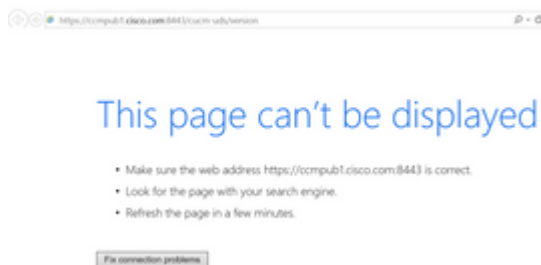 https://ccmpub1.cisco.com:8443/cucm-uds/version
This page can't be displayed
• Make sure the web address https://ccmpub1.cisco.com:8443 is correct.
• Look for the page with your search engine.
• Refresh the page in a few minutes.
Fix connection problems